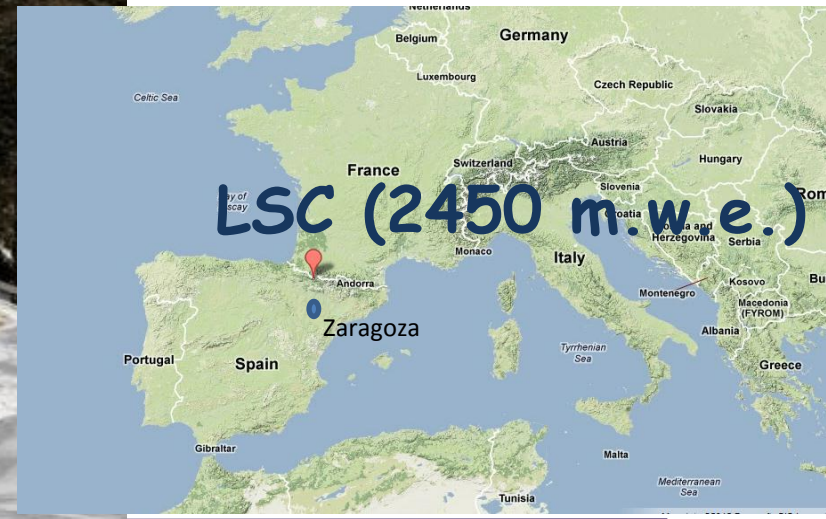 Netherlands
Belgium
Germany
Luxembourg
Celtic Sea
Czech Republic
Slovakia
Austria
France
Switzerland
Hungary
Slovenia
LSC (2450 m.w.e.)
Croatia
Herzegovina
Serbia
Monaco
Italy
Andorra
Montenegro
Kosovo
Macedonia
(FYROM)
Zaragoza
Albania
Portugal
Spain
Tyrrhenian
Sea
Greece
Gibraltar
Malta
Mediterranean
Sea
Tunisia